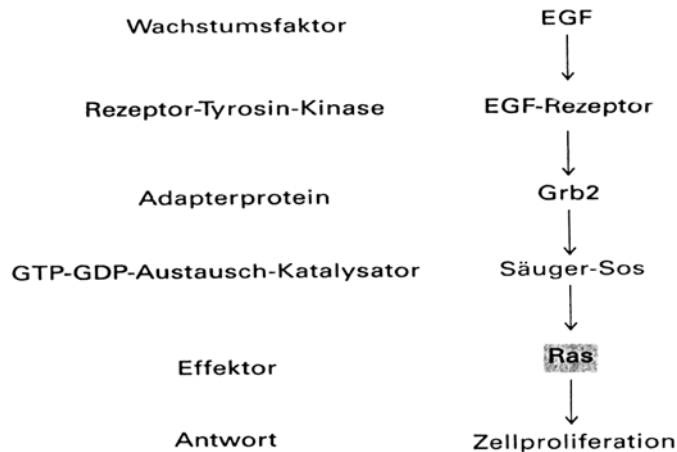 Wachstumsfaktor EGF
Rezeptor-Tyrosin-Kinase EGF-Rezeptor
Adapterprotein Grb2
GTP-GDP-Austausch-Katalysator Säuger-Sos
Effektor Ras
Antwort Zellproliferation